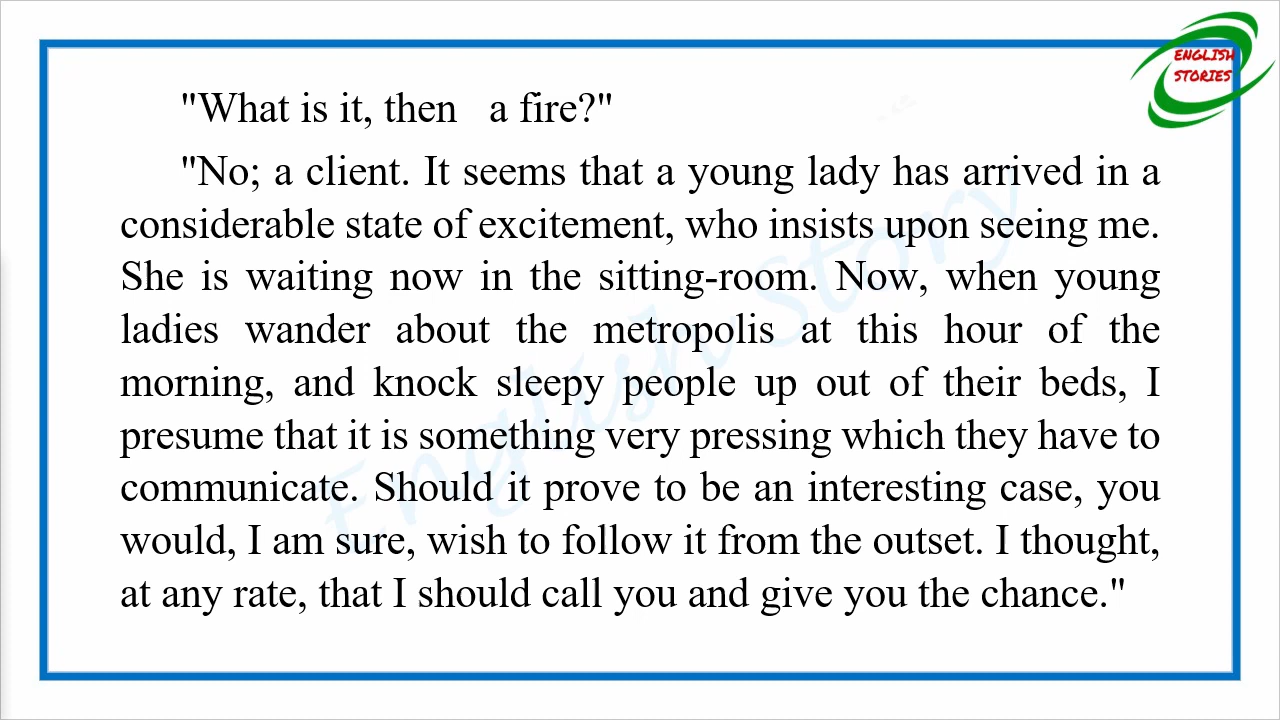 ENGLISH
STORIES
"What is it, then   a fire?"
"No; a client. It seems that a young lady has arrived in a
considerable state of excitement, who insists upon seeing me.
She is waiting now in the sitting-room. Now, when young
ladies wander about the metropolis at this hour of the
morning, and knock sleepy people up out of their beds, I
presume that it is something very pressing which they have to
communicate. Should it prove to be an interesting case, you
would, I am sure, wish to follow it from the outset. I thought,
at any rate, that I should call you and give you the chance."
English Story